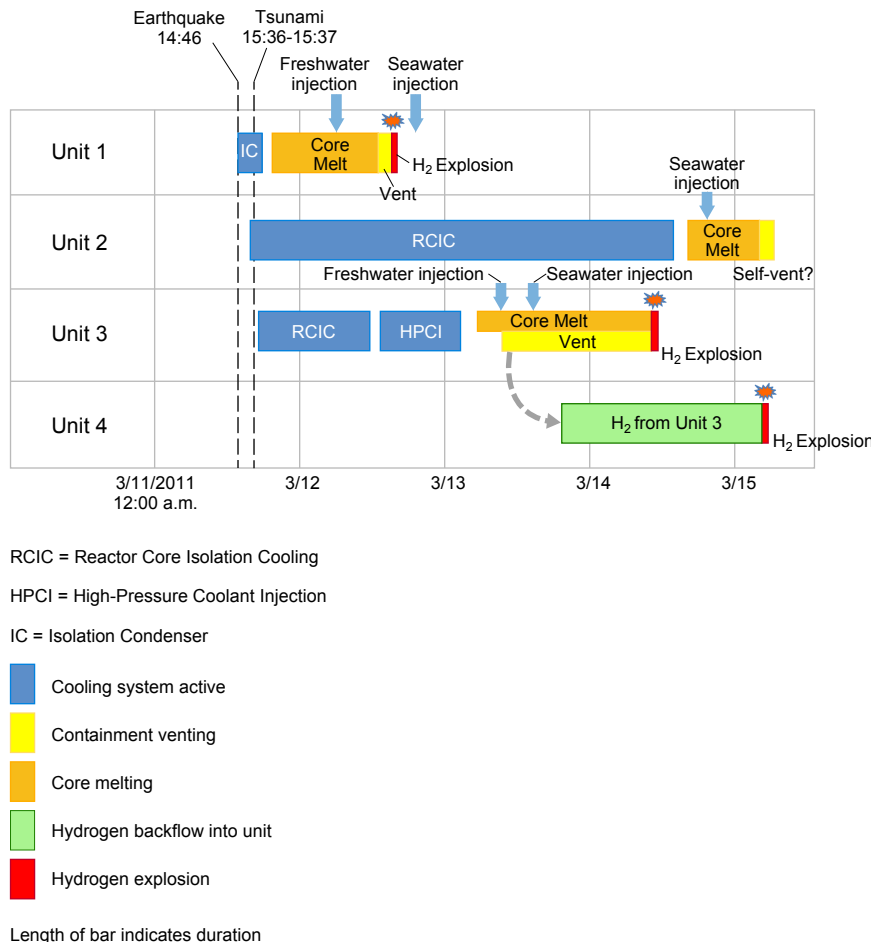 Earthquake
14:46
Tsunami
15:36-15:37
Freshwater
injection
Seawater
injection
Unit 1
IC
Core
Melt
H2 Explosion
Vent
Seawater
injection
Unit 2
RCIC
Core
Melt
Self-vent?
Freshwater injection
Seawater injection
Unit 3
RCIC
HPCI
Core Melt
Vent
H2 Explosion
Unit 4
H2 from Unit 3
H2 Explosion
3/11/2011
12:00 a.m.
3/12
3/13
3/14
3/15
RCIC = Reactor Core Isolation Cooling
HPCI = High-Pressure Coolant Injection
IC = Isolation Condenser
Cooling system active
Containment venting
Core melting
Hydrogen backflow into unit
Hydrogen explosion
Length of bar indicates duration